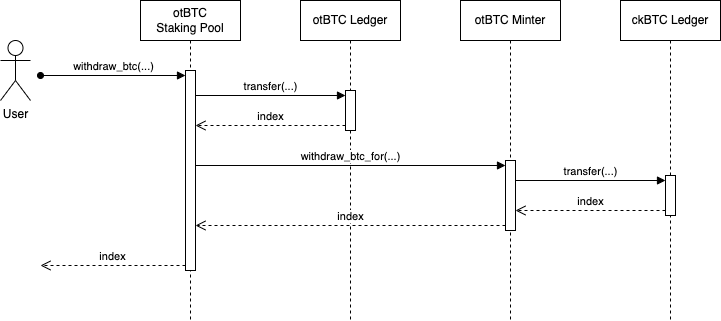 otBTC
Staking Pool
otBTC Ledger
otBTC Minter
ckBTC Ledger
withdraw_btc(...)
User
transfer(...)
index
withdraw_btc_for(...)
transfer(...)
index
index
index